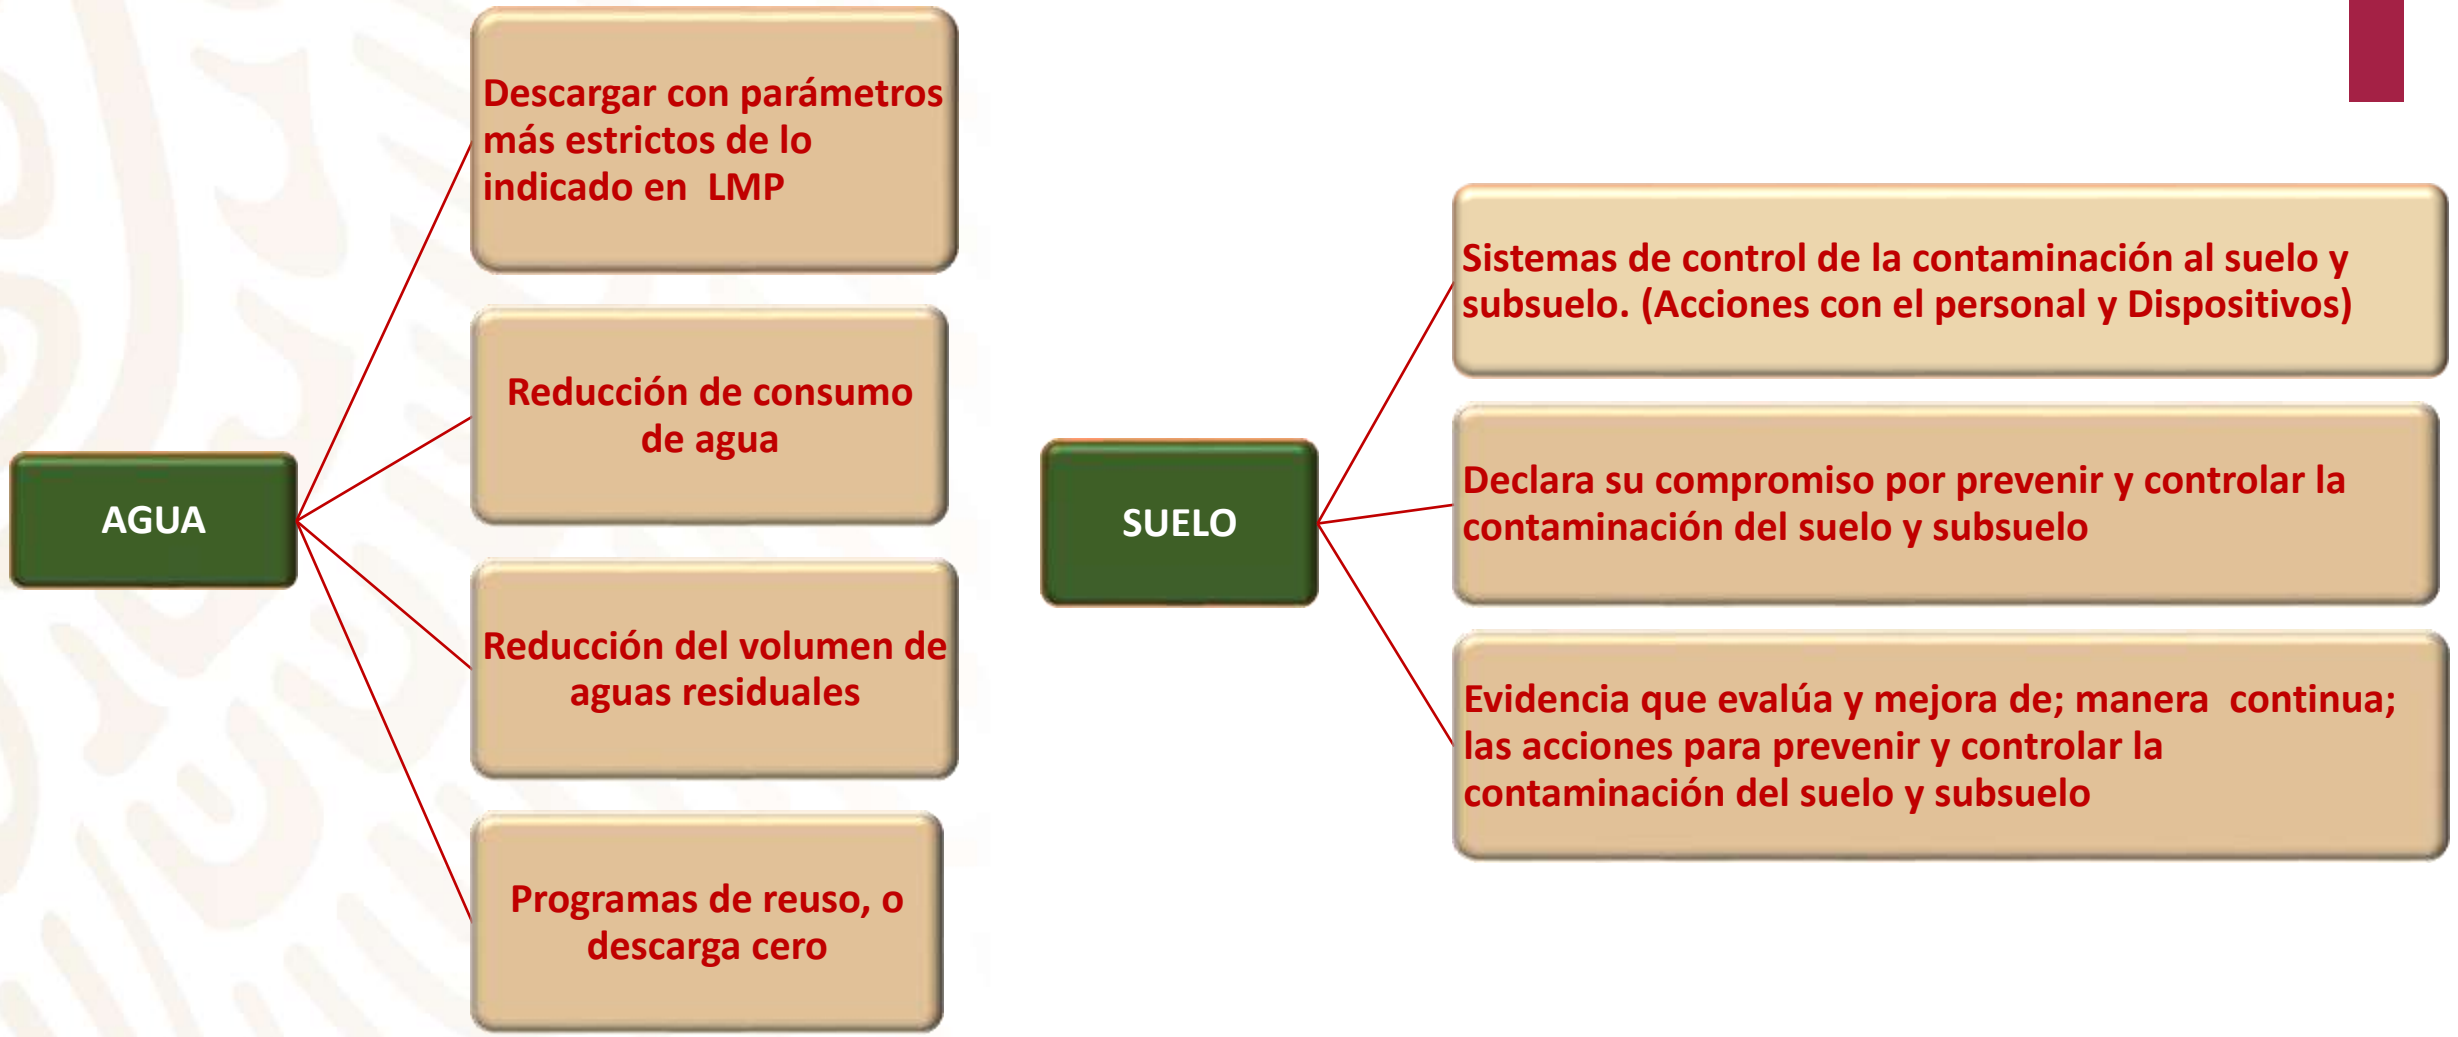 AGUA
Descargar con parámetros
más estrictos de lo
indicado en  LMP
Reducción de consumo
de agua
Reducción del volumen de
aguas residuales
Programas de reuso, o
descarga cero
SUELO
Sistemas de control de la contaminación al suelo y
subsuelo. (Acciones con el personal y Dispositivos)
Declara su compromiso por prevenir y controlar la
contaminación del suelo y subsuelo
Evidencia que evalúa y mejora de; manera  continua;
las acciones para prevenir y controlar la
contaminación del suelo y subsuelo